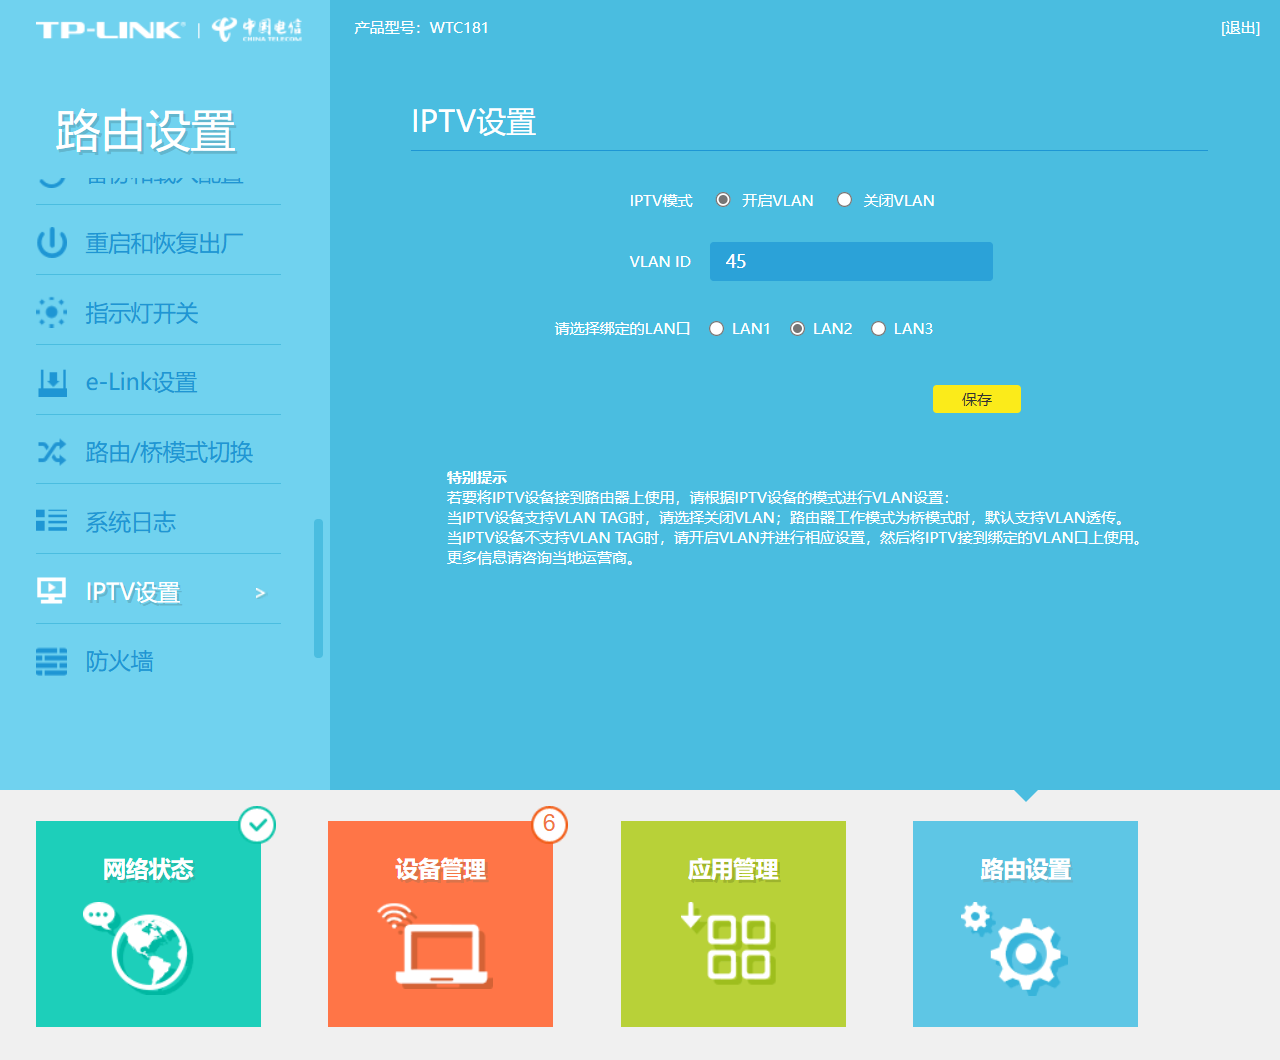 TP-LINK | 中国电信
CHINA TELECOM
产品型号：WTC181
[退出]
路由设置
备份和载入配置
重启和恢复出厂
指示灯开关
e-Link设置
路由/桥模式切换
系统日志
IPTV设置 >
防火墙
IPTV设置
IPTV模式 开启VLAN 关闭VLAN
VLAN ID 45
请选择绑定的LAN口 LAN1 LAN2 LAN3
保存
特别提示
若要将IPTV设备接到路由器上使用，请根据IPTV设备的模式进行VLAN设置：
当IPTV设备支持VLAN TAG时，请选择关闭VLAN；路由器工作模式为桥模式时，默认支持VLAN透传。
当IPTV设备不支持VLAN TAG时，请开启VLAN并进行相应设置，然后将IPTV接到绑定的VLAN口上使用。
更多信息请咨询当地运营商。
网络状态
6
设备管理
应用管理
路由设置